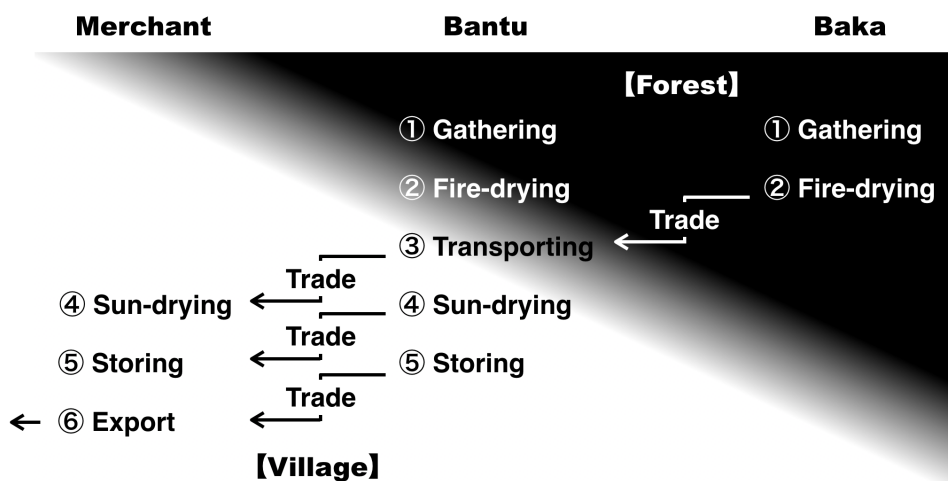 Merchant Bantu Baka
【Forest】
① Gathering ① Gathering
② Fire-drying ② Fire-drying
Trade
③ Transporting
Trade
④ Sun-drying ④ Sun-drying
Trade
⑤ Storing ⑤ Storing
Trade
⑥ Export
【Village】